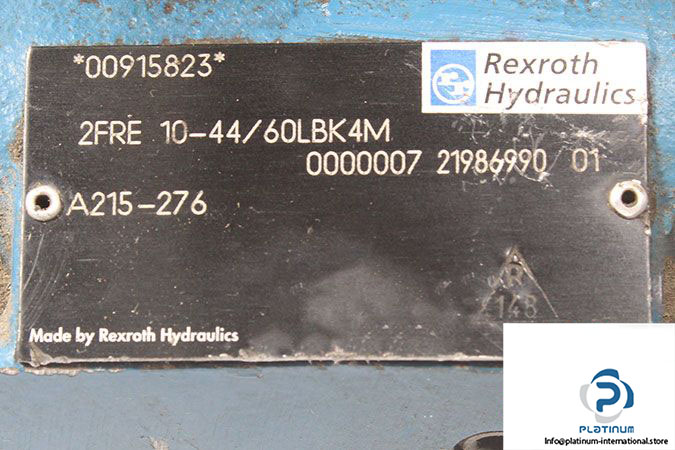 *00915823*
Rexroth
Hydraulics
2FRE 10-44/60LBK4M
0000007 21986990 01
A215-276
148
Made by Rexroth Hydraulics
PLATINUM
Info@platinum-international.store